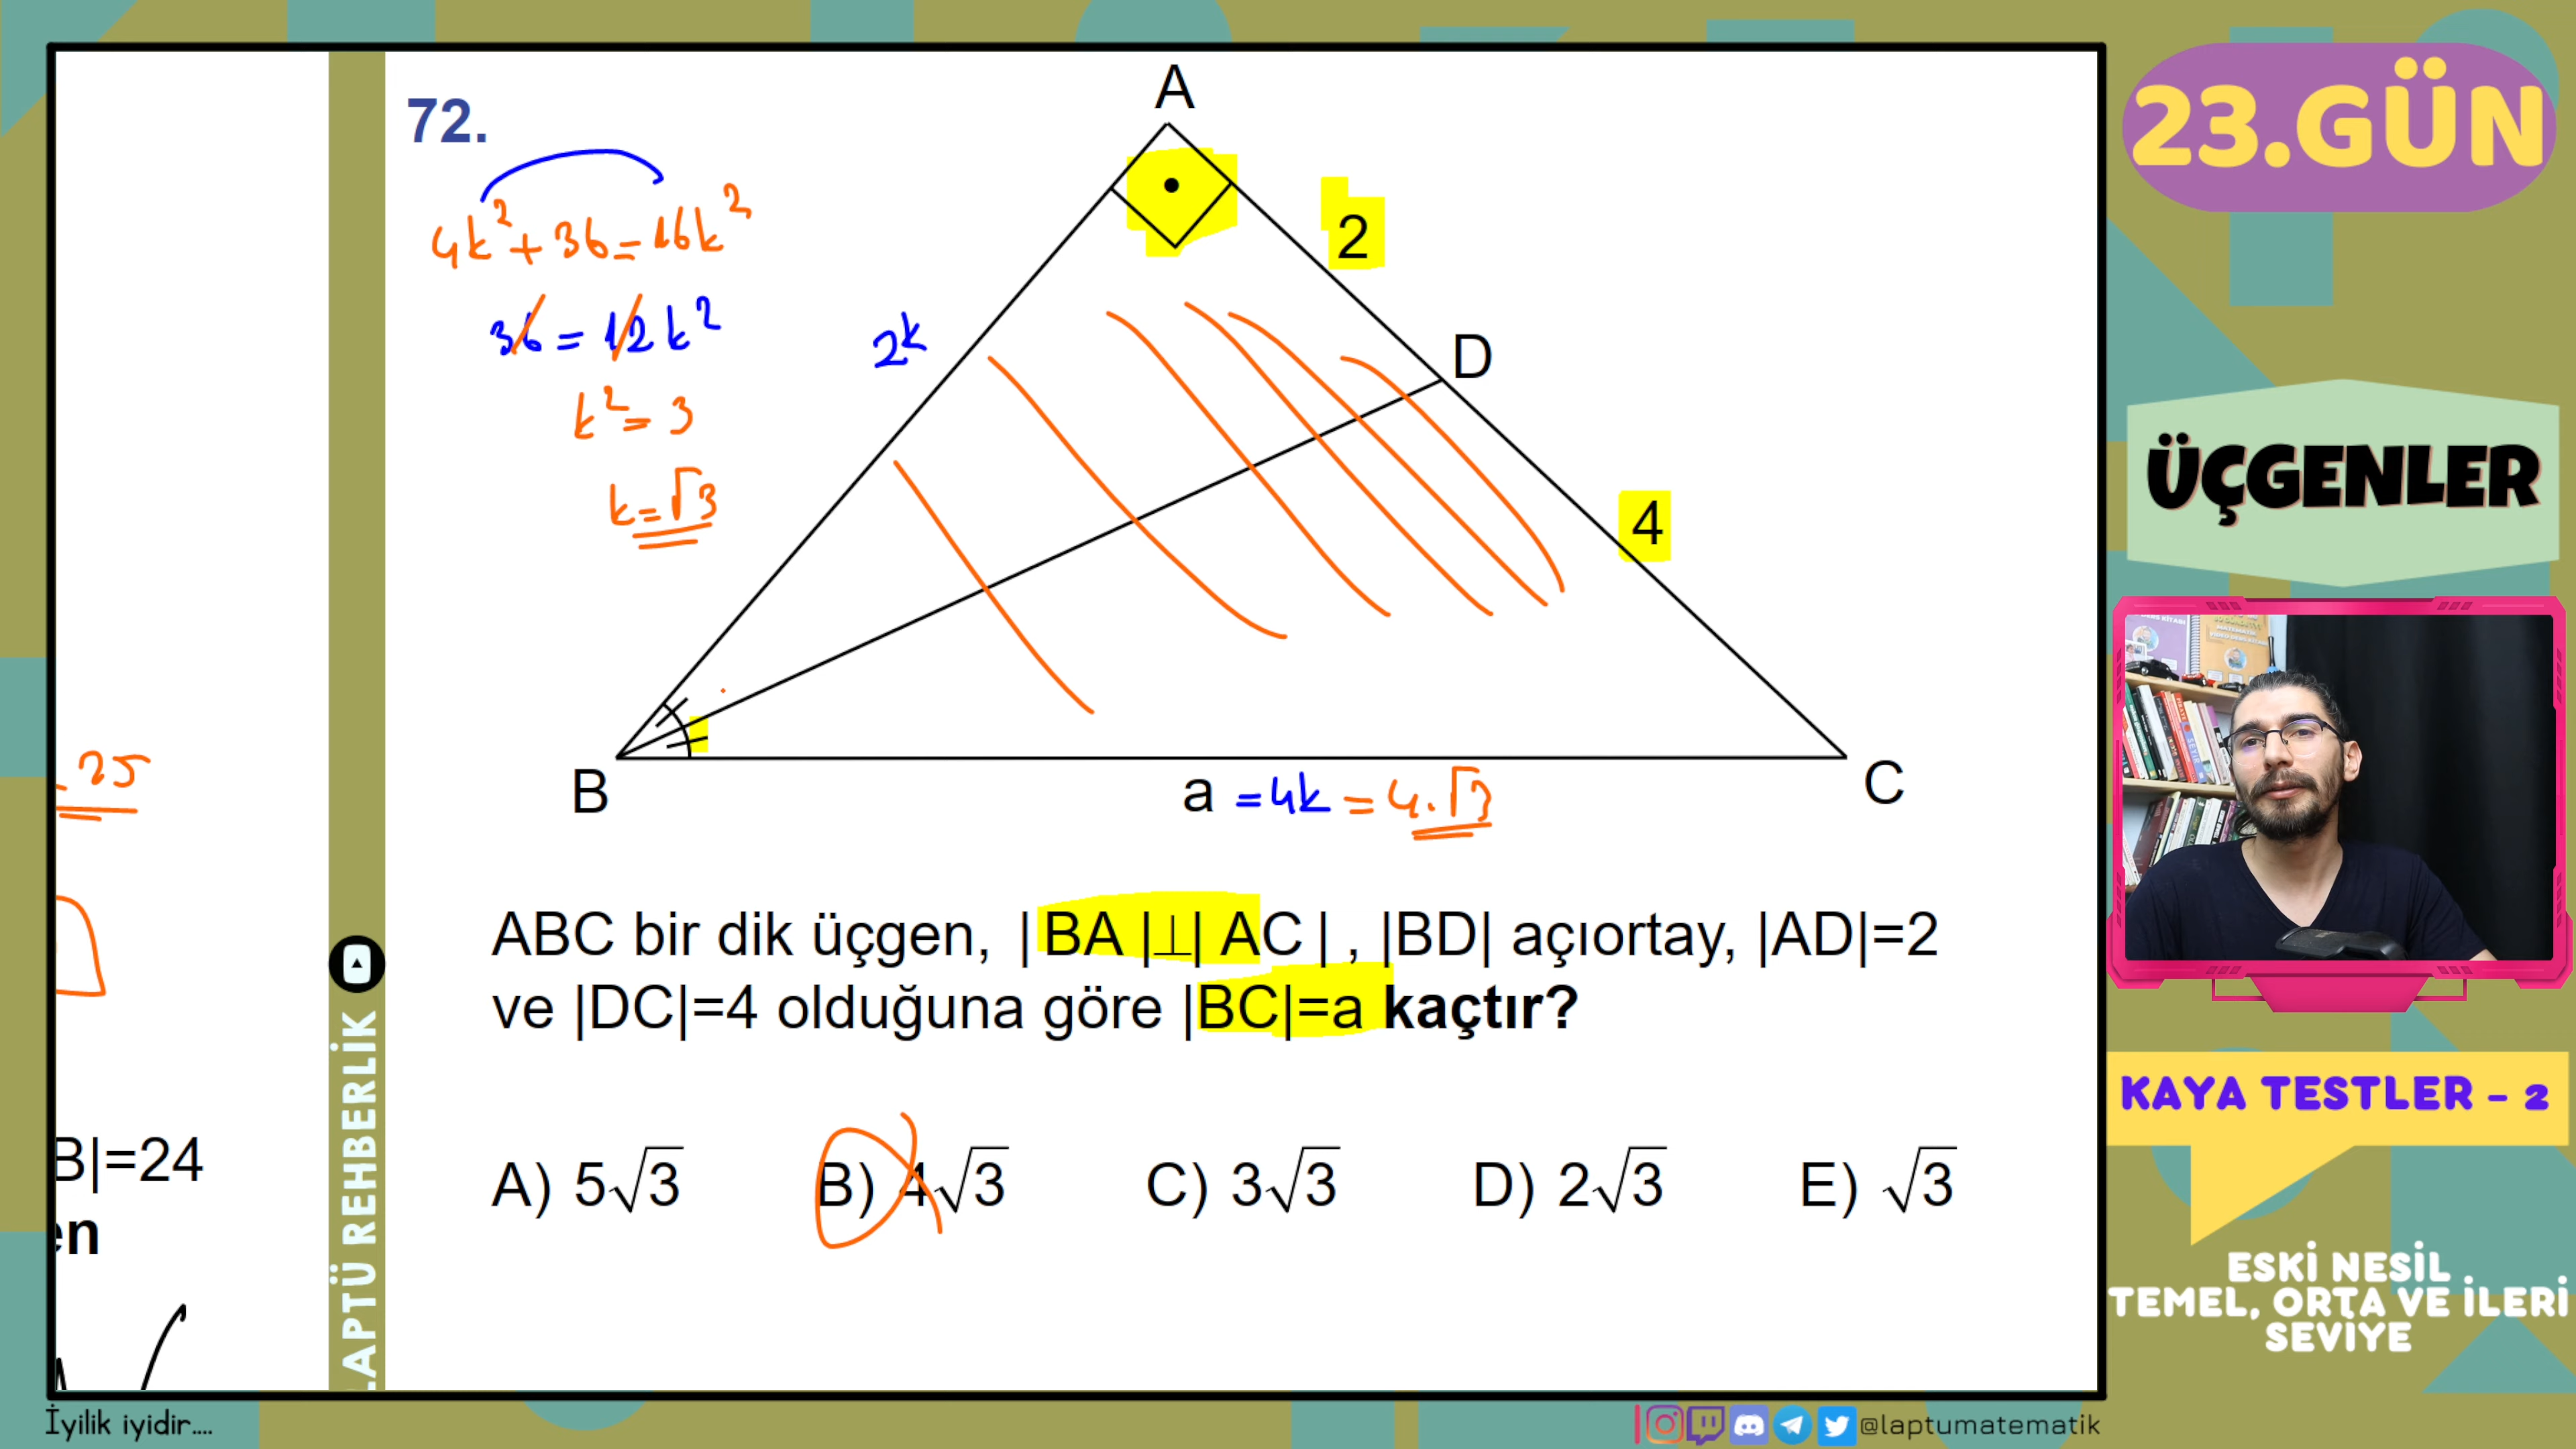 72.
4k²+36=16k²
36=12k²
k²=3
k=√3
A
2
D
4
2k
B
a =4k =4.√3
C
ABC bir dik üçgen, |BA|⊥|AC|, |BD| açıortay, |AD|=2
ve |DC|=4 olduğuna göre |BC|=a kaçtır?
A) 5√3 B) 4√3 C) 3√3 D) 2√3 E) √3
25
B|=24
en
LAPTÜ REHBERLİK
23.GÜN
ÜÇGENLER
KAYA TESTLER - 2
ESKİ NESİL
TEMEL, ORTA VE İLERİ
SEVİYE
İyilik iyidir....
@laptumatematik